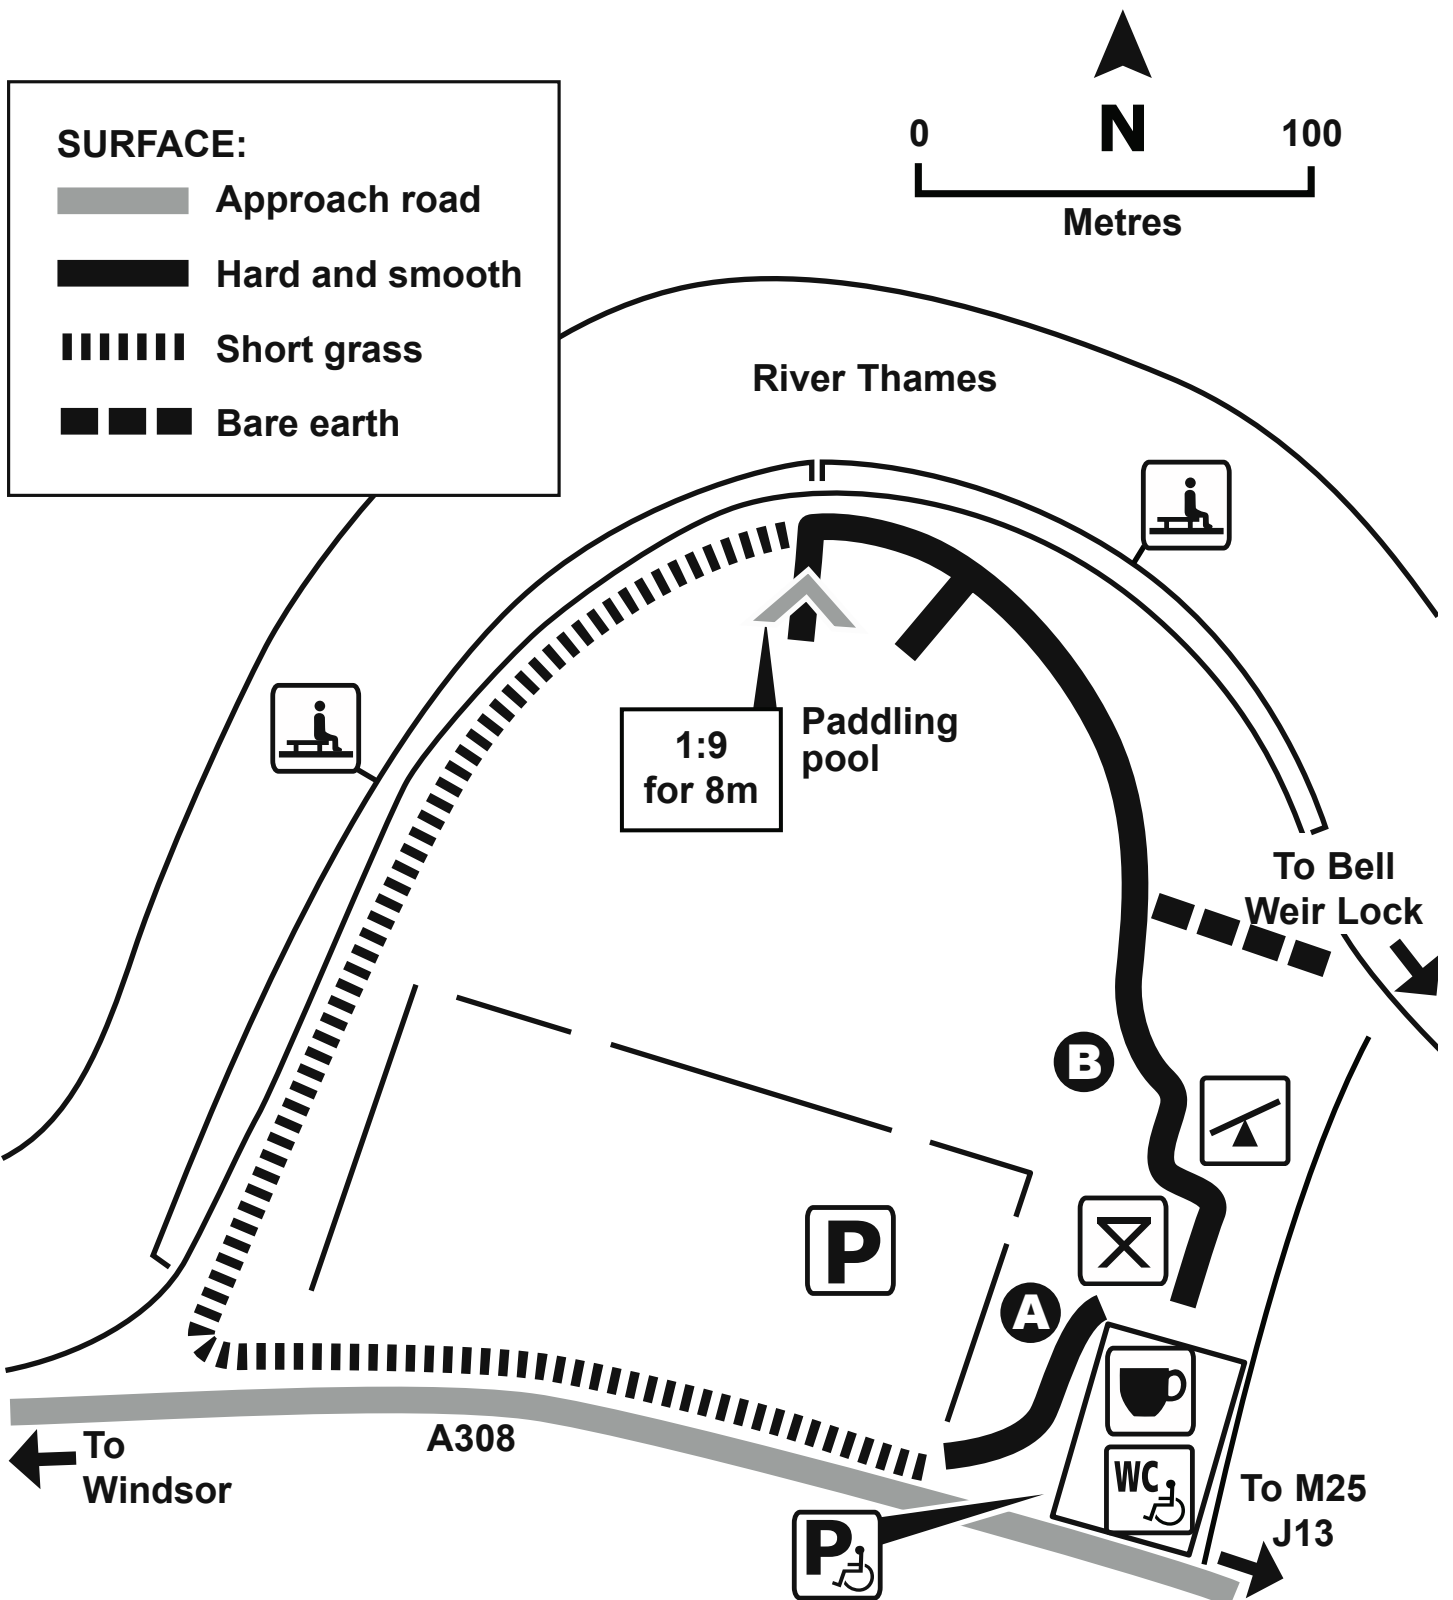 N
0
100
Metres
SURFACE:
Approach road
Hard and smooth
Short grass
Bare earth
River Thames
1:9
for 8m
Paddling
pool
To Bell
Weir Lock
B
P
A
A308
To
Windsor
WC
To M25
J13
P